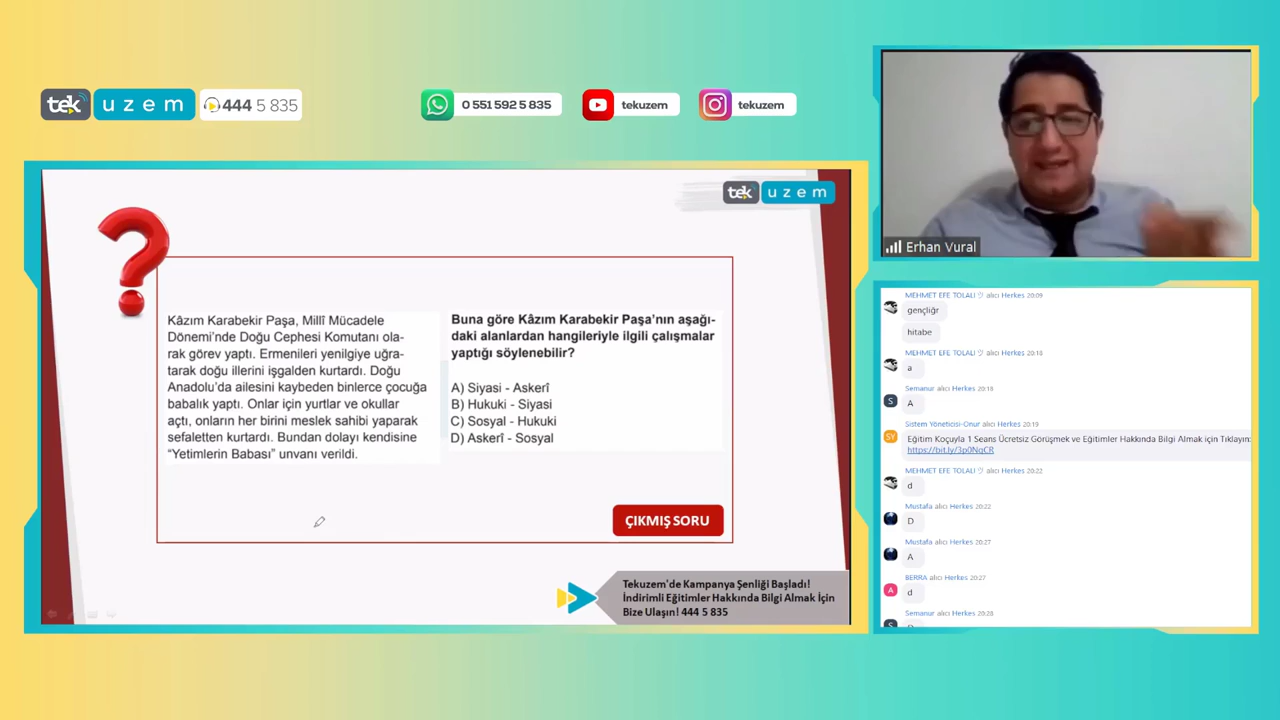 tek uzem 444 5 835
0 551 592 5 835
tekuzem
tekuzem
tek uzem
Kâzım Karabekir Paşa, Millî Mücadele
Dönemi’nde Doğu Cephesi Komutanı ola-
rak görev yaptı. Ermenileri yenilgiye uğra-
tarak doğu illerini işgalden kurtardı. Doğu
Anadolu’da ailesini kaybeden binlerce çocuğa
babalık yaptı. Onlar için yurtlar ve okullar
açtı, onların her birini meslek sahibi yaparak
sefaletten kurtardı. Bundan dolayı kendisine
“Yetimlerin Babası” unvanı verildi.
Buna göre Kâzım Karabekir Paşa’nın aşağı-
daki alanlardan hangileriyle ilgili çalışmalar
yaptığı söylenebilir?
A) Siyasi - Askerî
B) Hukuki - Siyasi
C) Sosyal - Hukuki
D) Askerî - Sosyal
ÇIKMIŞ SORU
Tekuzem'de Kampanya Şenliği Başladı!
İndirimli Eğitimler Hakkında Bilgi Almak İçin
Bize Ulaşın! 444 5 835
Erhan Vural
MEHMET EFE TOLALI ツ alıcı Herkes 20:09
gençliğr
hitabe
MEHMET EFE TOLALI ツ alıcı Herkes 20:18
a
Semanur alıcı Herkes 20:18
S
A
Sistem Yöneticisi-Onur alıcı Herkes 20:19
SY
Eğitim Koçuyla 1 Seans Ücretsiz Görüşmek ve Eğitimler Hakkında Bilgi Almak için Tıklayın:
https://bit.ly/3p0NqCR
MEHMET EFE TOLALI ツ alıcı Herkes 20:22
d
Mustafa alıcı Herkes 20:22
D
Mustafa alıcı Herkes 20:27
A
BERRA alıcı Herkes 20:27
A
d
Semanur alıcı Herkes 20:28